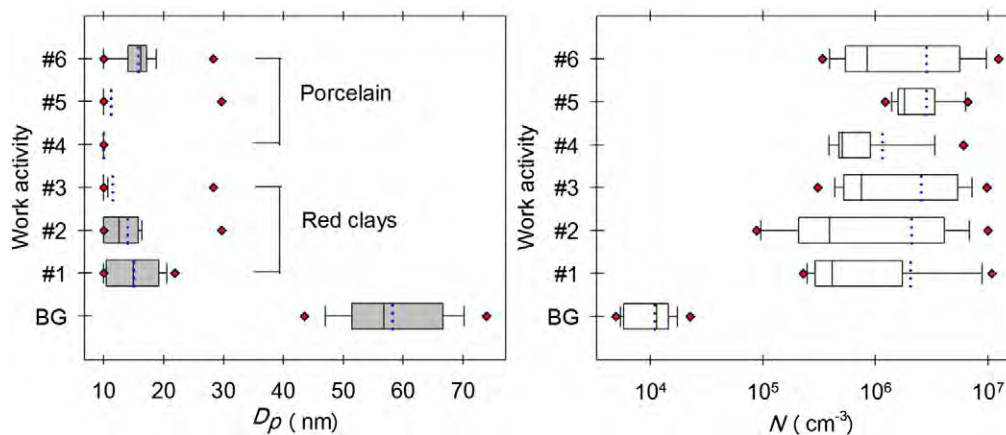 Work activity
#6
#5
#4
#3
#2
#1
BG
Porcelain
Red clays
10 20 30 40 50 60 70
Dp ( nm)
Work activity
#6
#5
#4
#3
#2
#1
BG
10⁴ 10⁵ 10⁶ 10⁷
N ( cm⁻³)